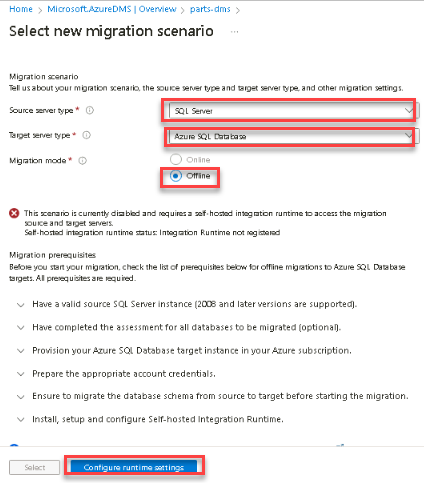 Home > Microsoft.AzureDMS | Overview > parts-dms >
Select new migration scenario ...
Migration scenario
Tell us about your migration scenario, the source server type and target server type, and other migration settings.
Source server type *
SQL Server
Target server type *
Azure SQL Database
Migration mode *
Online
Offline
This scenario is currently disabled and requires a self-hosted integration runtime to access the migration
source and target servers.
Self-hosted integration runtime status: Integration Runtime not registered
Migration prerequisites
Before you start your migration, check the list of prerequisites below for offline migrations to Azure SQL Database
targets. All prerequisites are required.
Have a valid source SQL Server instance (2008 and later versions are supported).
Have completed the assessment for all databases to be migrated (optional).
Provision your Azure SQL Database target instance in your Azure subscription.
Prepare the appropriate account credentials.
Ensure to migrate the database schema from source to target before starting the migration.
Install, setup and configure Self-hosted Integration Runtime.
Select
Configure runtime settings